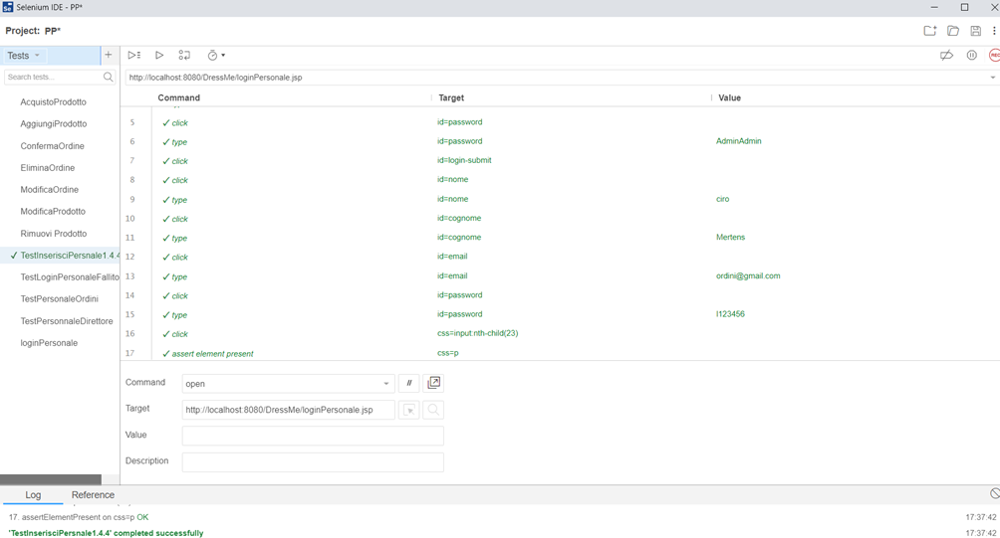 Selenium IDE - PP*
Project: PP*
Tests
Search tests...
AcquistoProdotto
AggiungiProdotto
ConfermaOrdine
EliminaOrdine
ModificaOrdine
ModificaProdotto
Rimuovi Prodotto
✓ TestInserisciPersnale1.4.4
TestLoginPersonaleFallito
TestPersonaleOrdini
TestPersonnaleDirettore
loginPersonale
REC
http://localhost:8080/DressMe/loginPersonale.jsp
Command Target Value
5 ✓ click id=password
6 ✓ type id=password AdminAdmin
7 ✓ click id=login-submit
8 ✓ click id=nome
9 ✓ type id=nome ciro
10 ✓ click id=cognome
11 ✓ type id=cognome Mertens
12 ✓ click id=email
13 ✓ type id=email ordini@gmail.com
14 ✓ click id=password
15 ✓ type id=password l123456
16 ✓ click css=input:nth-child(23)
17 ✓ assert element present css=p
Command open //
Target http://localhost:8080/DressMe/loginPersonale.jsp
Value
Description
Log Reference
17. assertElementPresent on css=p OK 17:37:42
'TestInserisciPersnale1.4.4' completed successfully 17:37:42